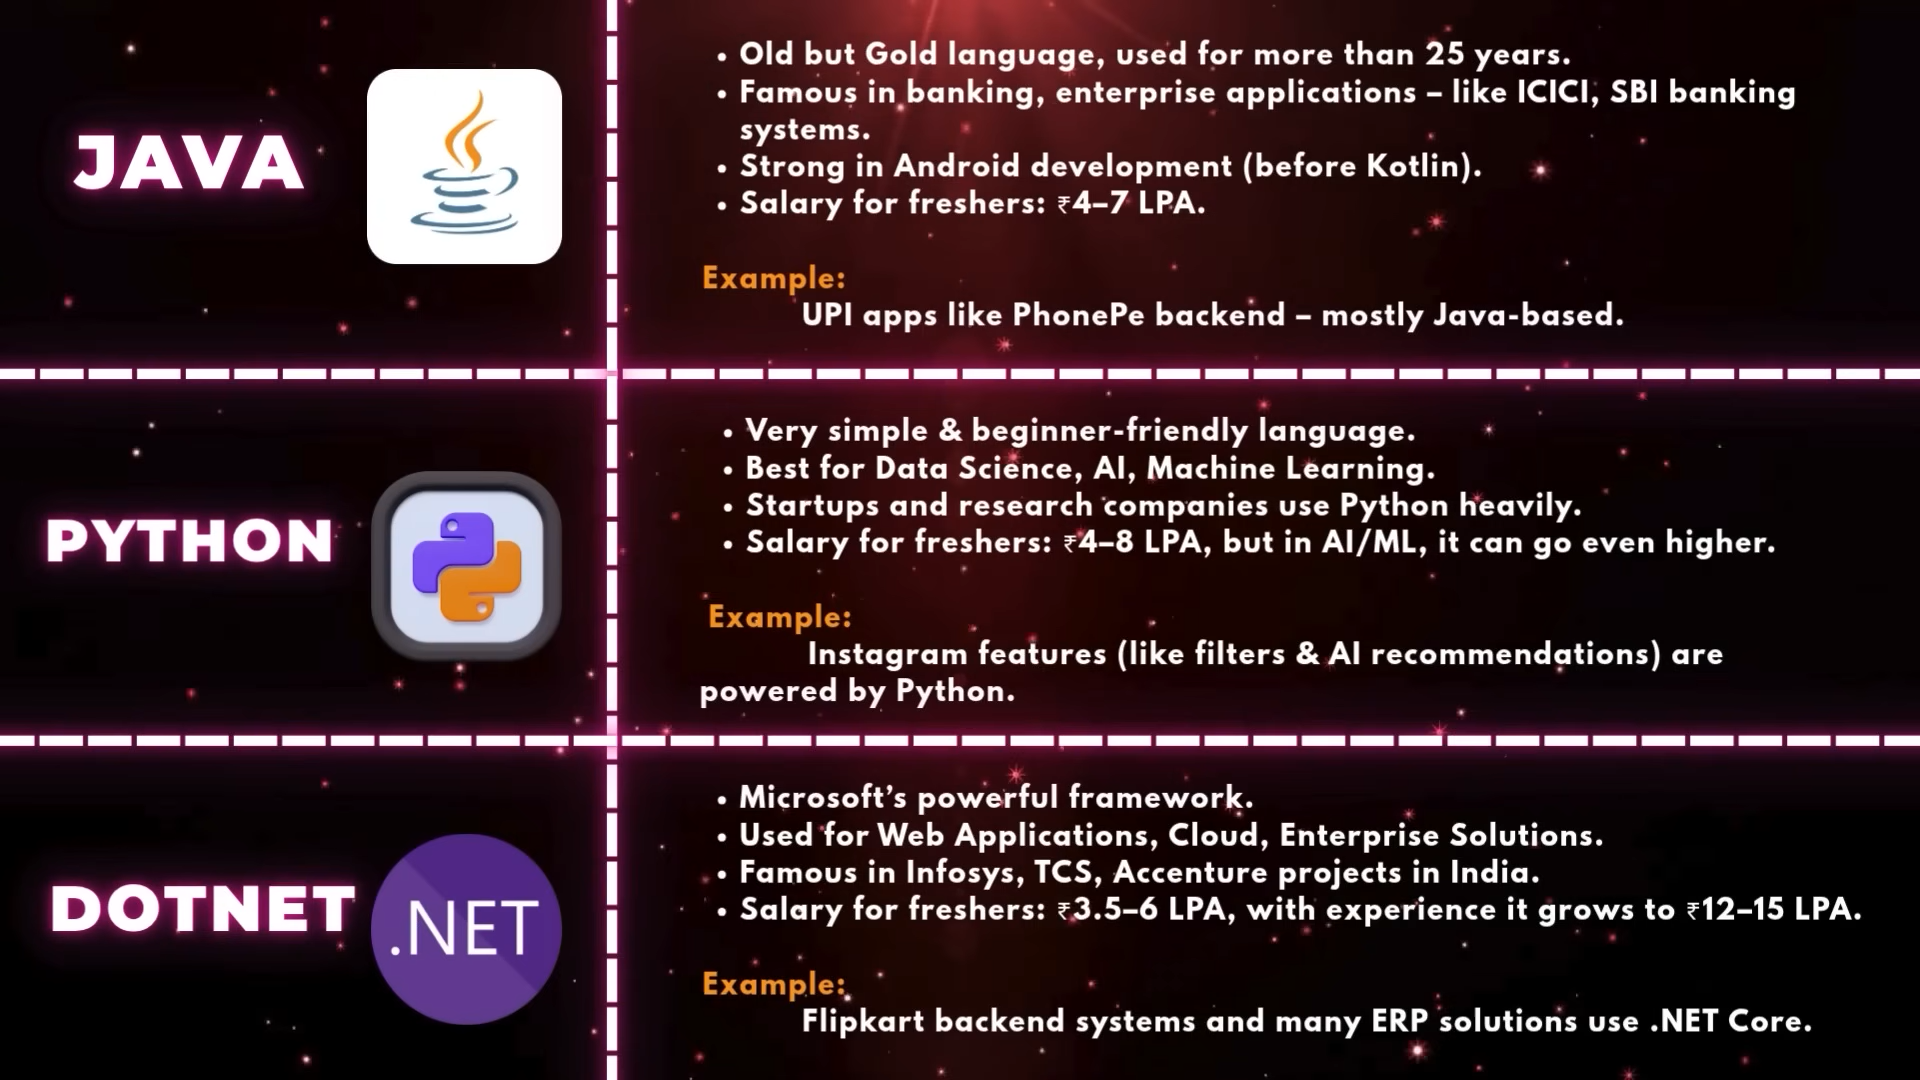 JAVA
• Old but Gold language, used for more than 25 years.
• Famous in banking, enterprise applications – like ICICI, SBI banking
systems.
• Strong in Android development (before Kotlin).
• Salary for freshers: ₹4–7 LPA.
Example:
UPI apps like PhonePe backend – mostly Java-based.
PYTHON
• Very simple & beginner-friendly language.
• Best for Data Science, AI, Machine Learning.
• Startups and research companies use Python heavily.
• Salary for freshers: ₹4–8 LPA, but in AI/ML, it can go even higher.
Example:
Instagram features (like filters & AI recommendations) are
powered by Python.
DOTNET
.NET
• Microsoft’s powerful framework.
• Used for Web Applications, Cloud, Enterprise Solutions.
• Famous in Infosys, TCS, Accenture projects in India.
• Salary for freshers: ₹3.5–6 LPA, with experience it grows to ₹12–15 LPA.
Example:
Flipkart backend systems and many ERP solutions use .NET Core.